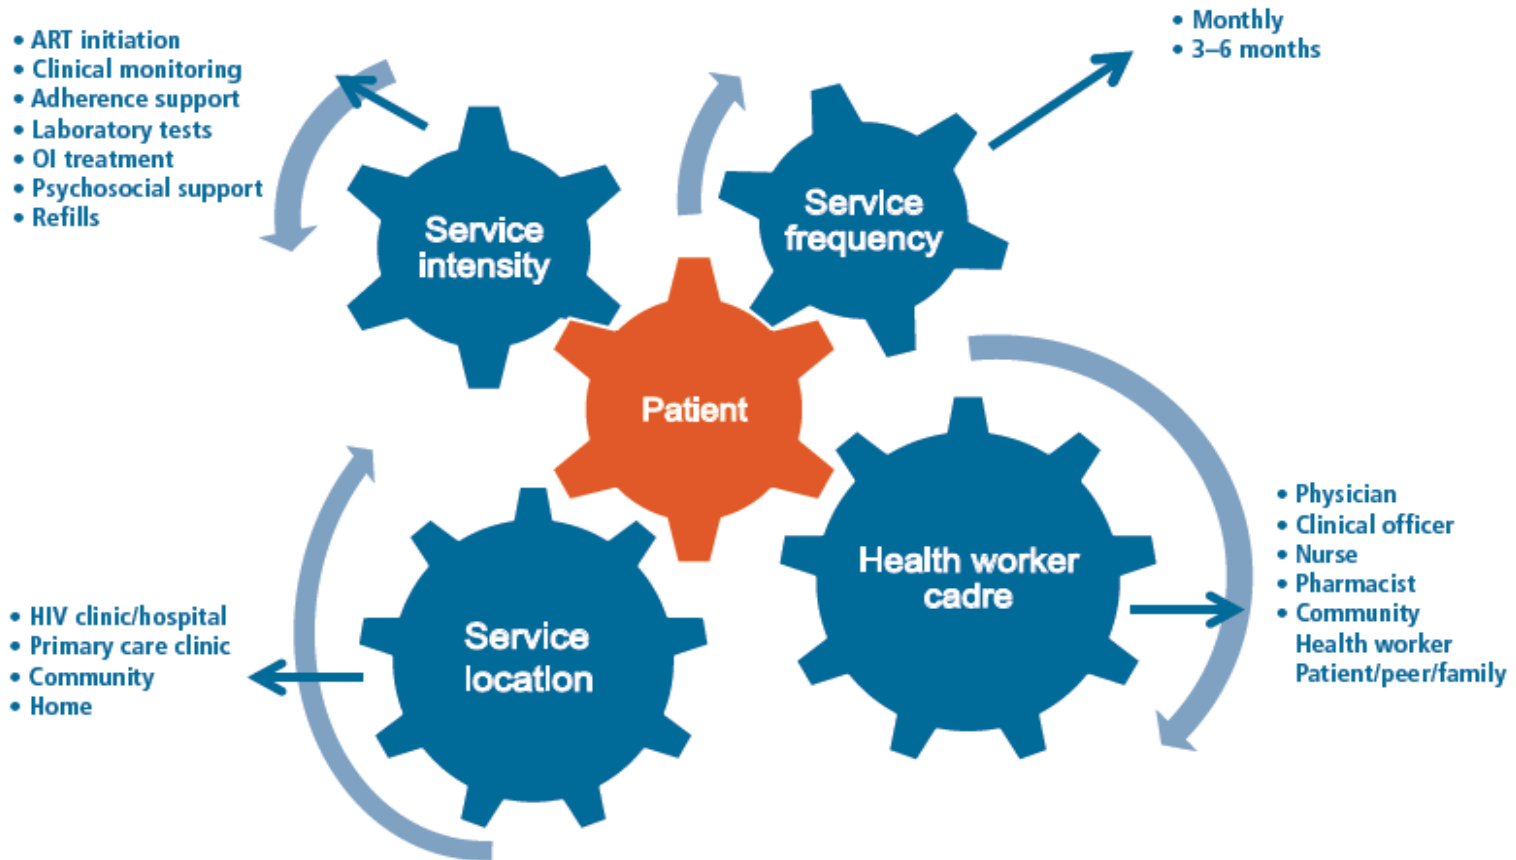 • ART initiation
• Clinical monitoring
• Adherence support
• Laboratory tests
• OI treatment
• Psychosocial support
• Refills
Service
intensity
• Monthly
• 3–6 months
Service
frequency
Patient
• HIV clinic/hospital
• Primary care clinic
• Community
• Home
Service
location
Health worker
cadre
• Physician
• Clinical officer
• Nurse
• Pharmacist
• Community
Health worker
Patient/peer/family